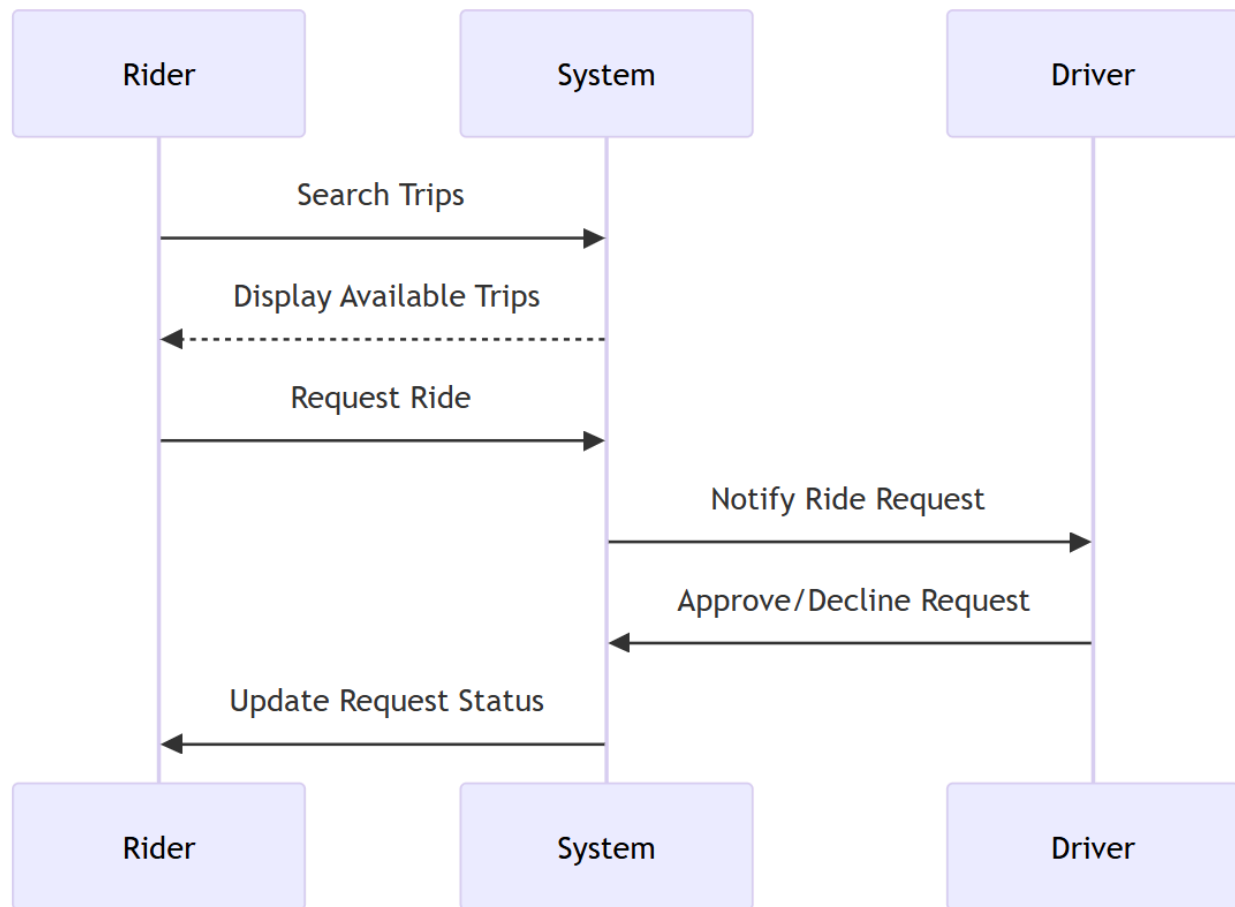 Rider
System
Driver
Search Trips
Display Available Trips
Request Ride
Notify Ride Request
Approve/Decline Request
Update Request Status
Rider
System
Driver